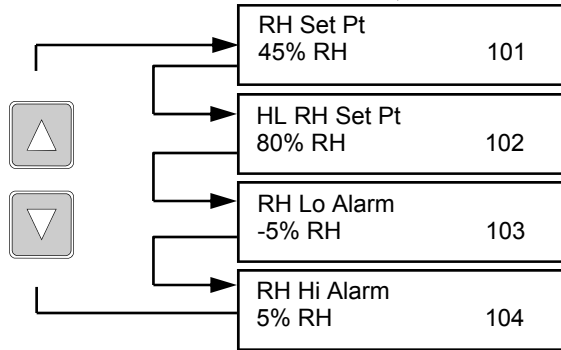 RH Set Pt
45% RH 101
HL RH Set Pt
80% RH 102
RH Lo Alarm
-5% RH 103
RH Hi Alarm
5% RH 104